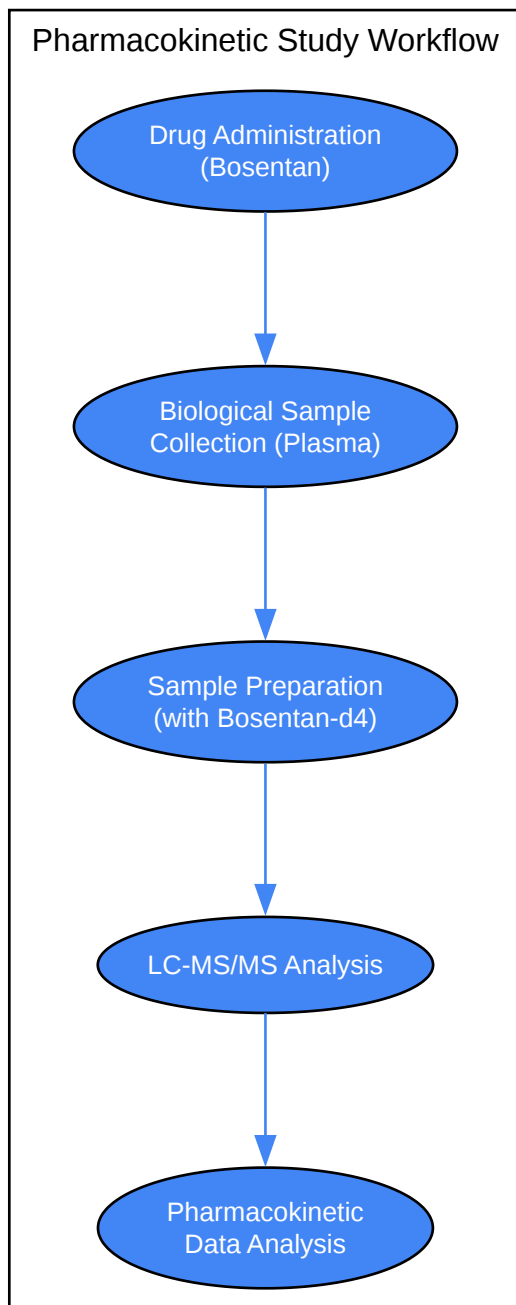 Pharmacokinetic Study Workflow
Drug Administration
(Bosentan)
Biological Sample
Collection (Plasma)
Sample Preparation
(with Bosentan-d4)
LC-MS/MS Analysis
Pharmacokinetic
Data Analysis